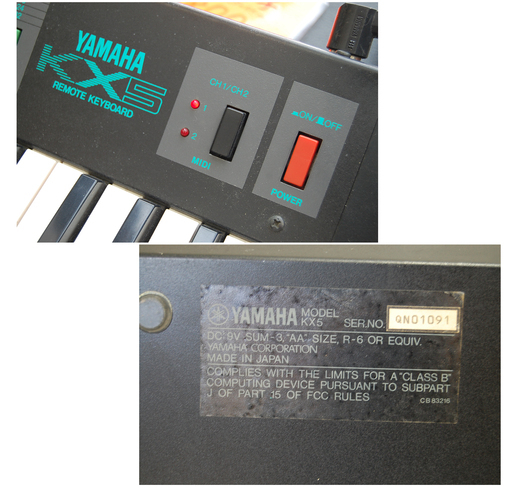 YAMAHA
KX5
REMOTE KEYBOARD
CH1/CH2
1
2
MIDI
ON/OFF
POWER
YAMAHA MODEL KX5 SER.NO. QN01091
DC 9V SUM-3, "AA" SIZE, R-6 OR EQUIV.
YAMAHA CORPORATION
MADE IN JAPAN
COMPLIES WITH THE LIMITS FOR A "CLASS B"
COMPUTING DEVICE PURSUANT TO SUBPART
J OF PART 15 OF FCC RULES
CB83216